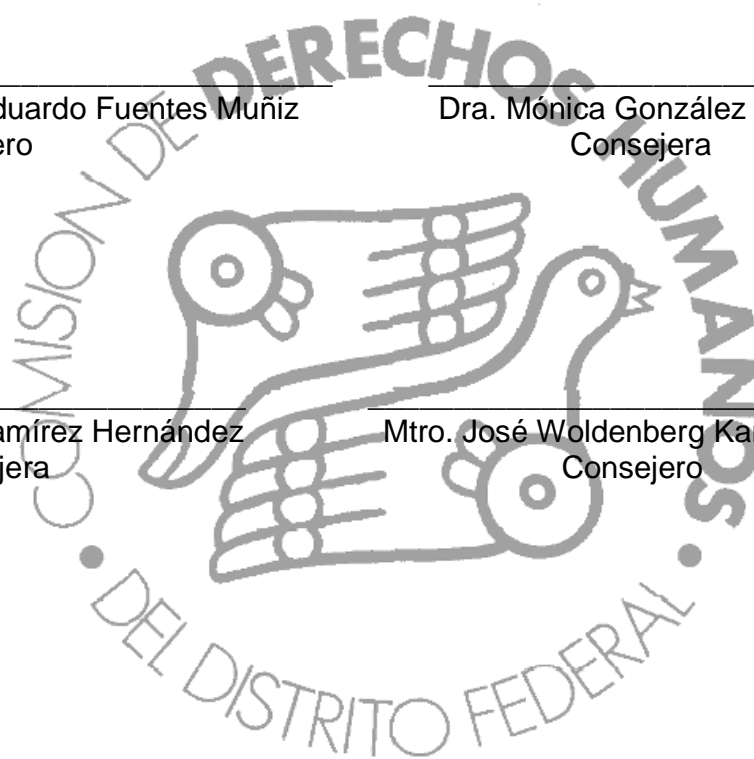 duardo Fuentes Muñiz Dra. Mónica González
ero Consejera
amírez Hernández Mtro. José Woldenberg Ka
jera Consejero
COMISION DE DERECHOS HUMANOS
• DEL DISTRITO FEDERAL •